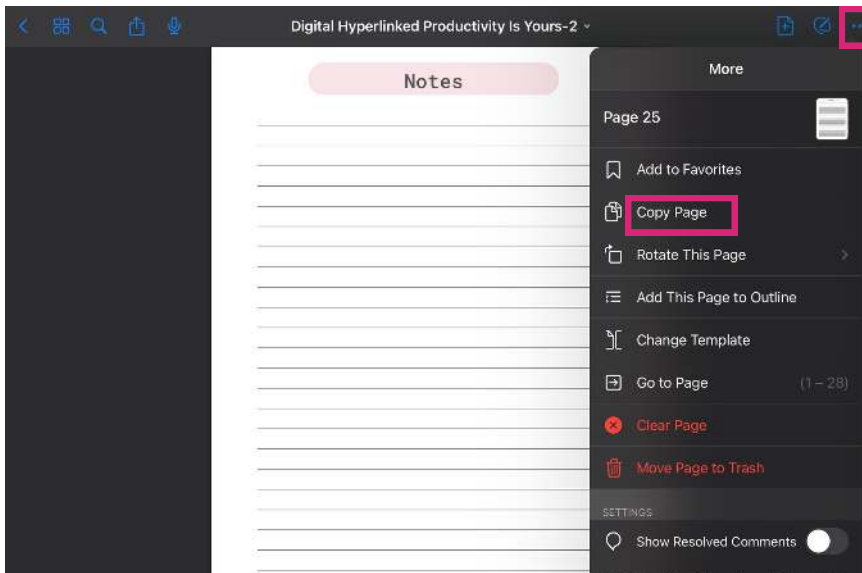 Digital Hyperlinked Productivity Is Yours-2
Notes
More
Page 25
Add to Favorites
Copy Page
Rotate This Page
Add This Page to Outline
Change Template
Go to Page (1 – 28)
Clear Page
Move Page to Trash
SETTINGS
Show Resolved Comments